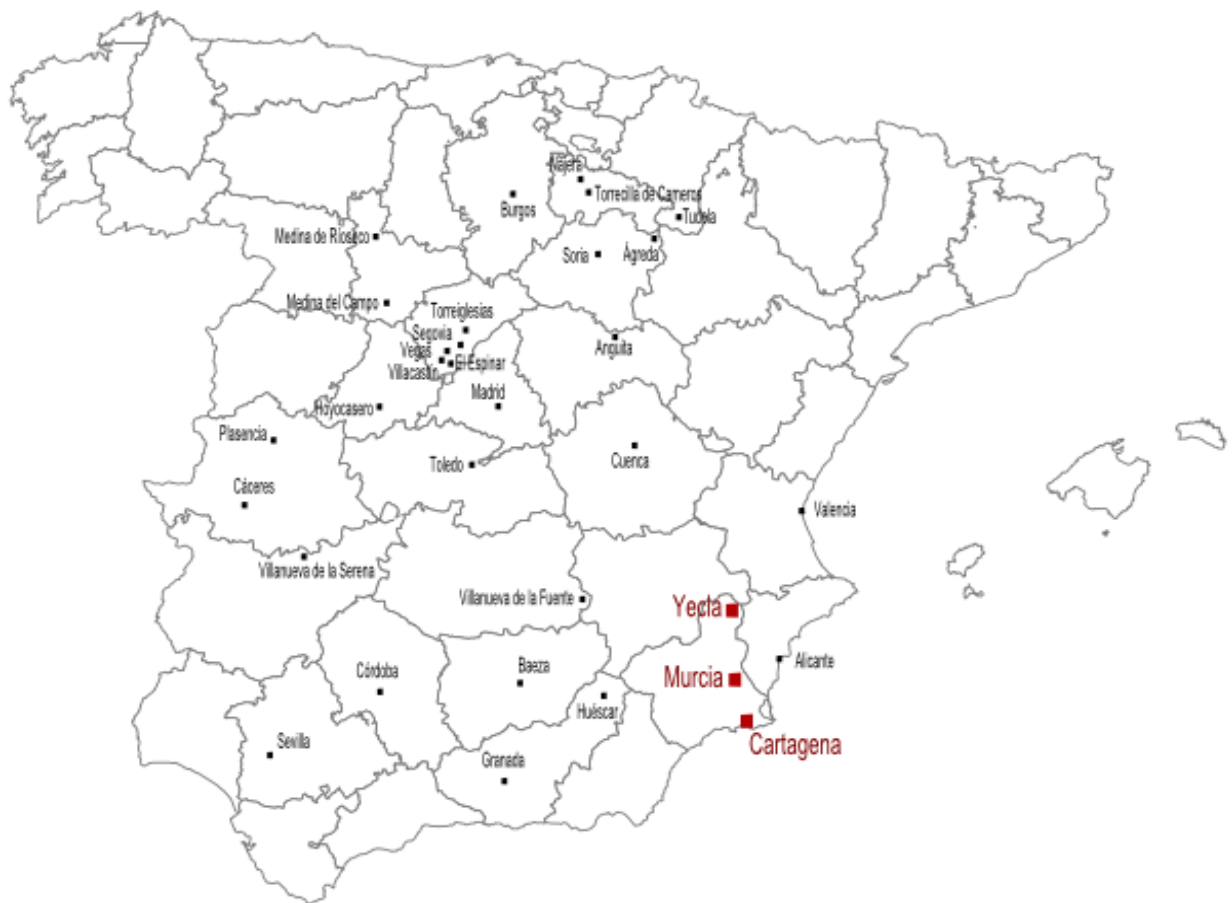 Nájera
Torrecilla de Cameros
Burgos
Tudela
Medina de Rioseco
Soria
Ágreda
Medina del Campo
Torreiglesias
Segovia
Vegas
Anguita
El Espinar
Villacastín
Madrid
Hoyocasero
Plasencia
Toledo
Cuenca
Cáceres
Valencia
Villanueva de la Serena
Villanueva de la Fuente
Yecla
Alicante
Córdoba
Baeza
Murcia
Huéscar
Sevilla
Cartagena
Granada